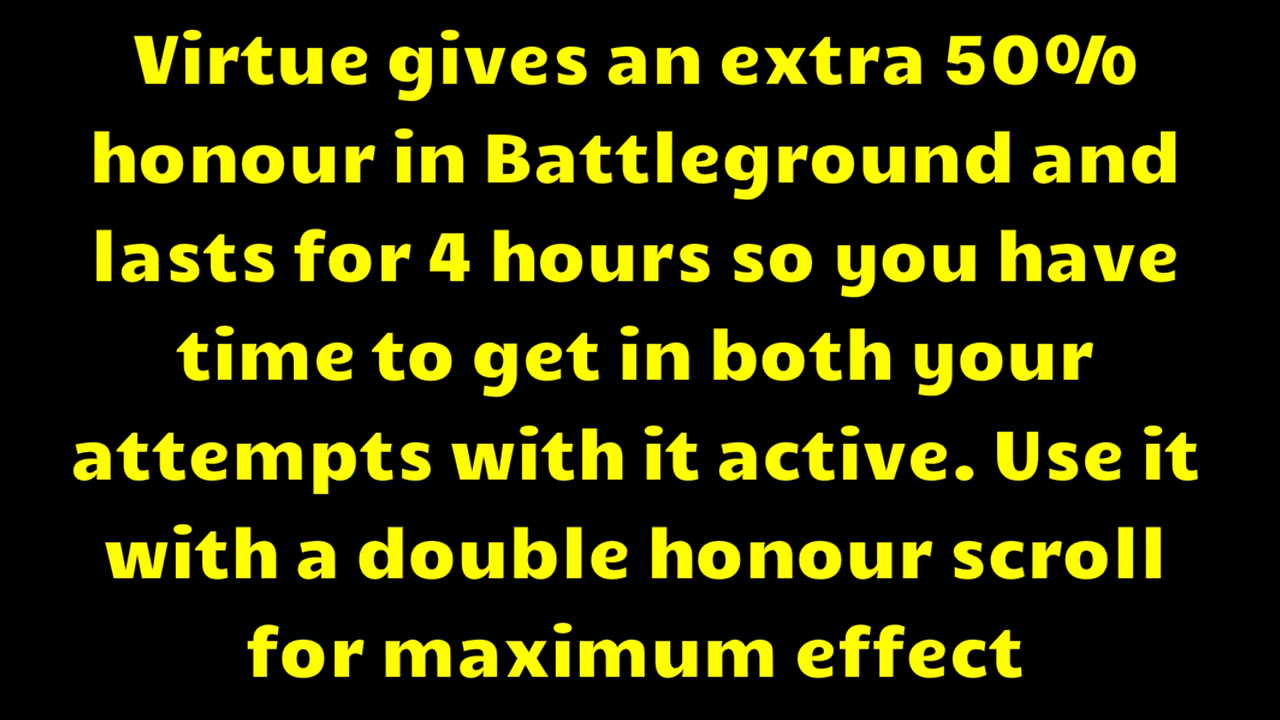 Virtue gives an extra 50%
honour in Battleground and
lasts for 4 hours so you have
time to get in both your
attempts with it active. Use it
with a double honour scroll
for maximum effect